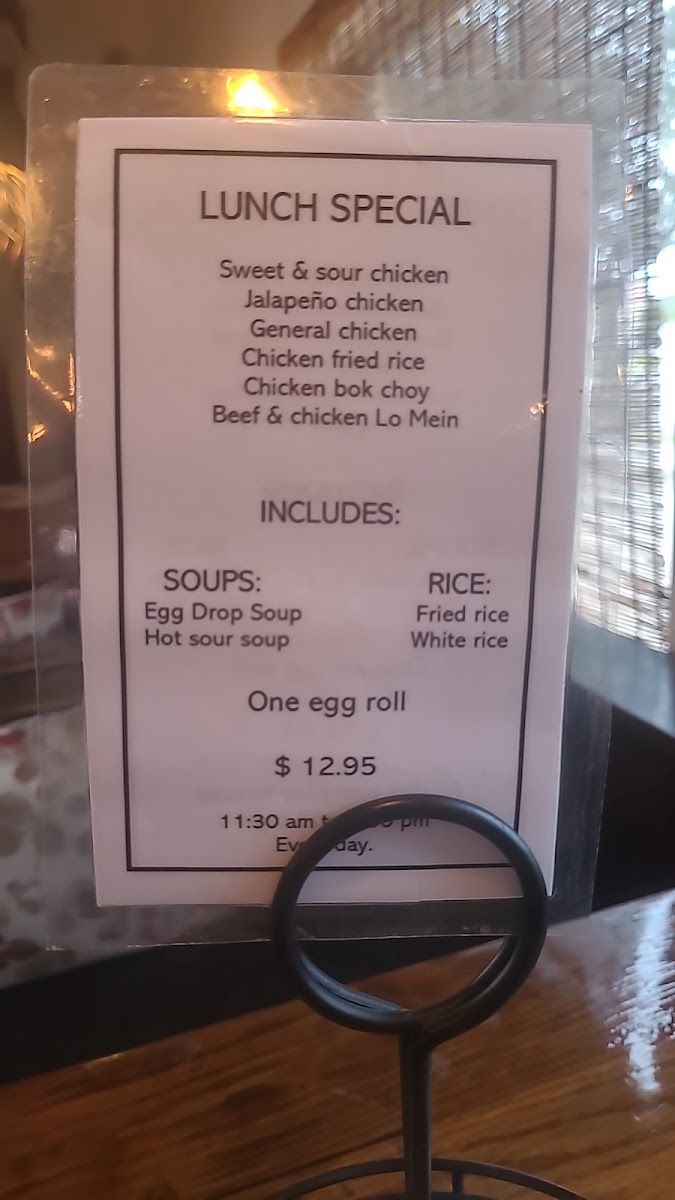 LUNCH SPECIAL
Sweet & sour chicken
Jalapeño chicken
General chicken
Chicken fried rice
Chicken bok choy
Beef & chicken Lo Mein
INCLUDES:
SOUPS:
Egg Drop Soup
Hot sour soup
RICE:
Fried rice
White rice
One egg roll
$ 12.95
11:30 am pm